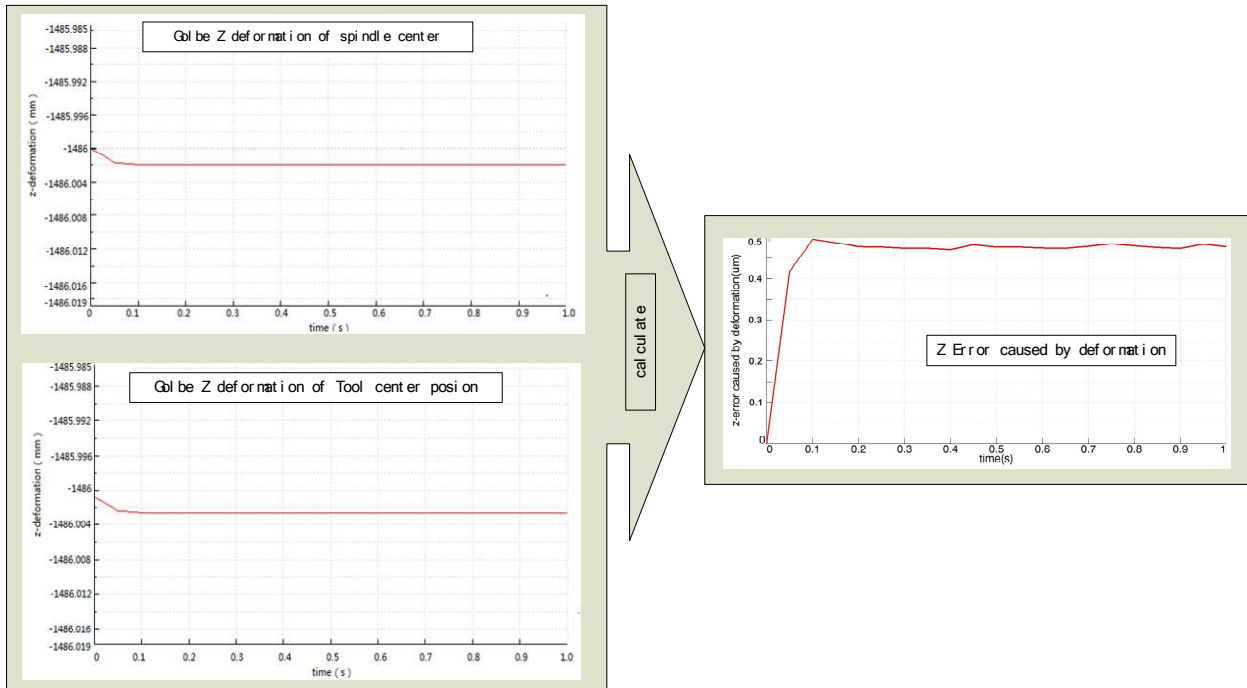 Golbe Z deformation of spindle center
-1485.985
-1485.988
-1485.992
-1485.996
-1486
-1486.004
-1486.008
-1486.012
-1486.016
-1486.019
z-deformation ( mm )
0 0.1 0.2 0.3 0.4 0.5 0.6 0.7 0.8 0.9 1.0
time ( s )
Golbe Z deformation of Tool center posion
-1485.985
-1485.988
-1485.992
-1485.996
-1486
-1486.004
-1486.008
-1486.012
-1486.016
-1486.019
z-deformation ( mm )
0 0.1 0.2 0.3 0.4 0.5 0.6 0.7 0.8 0.9 1.0
time ( s )
calculate
Z Error caused by deformation
0.5
0.4
0.3
0.2
0.1
0
z-error caused by deformation(um)
0 0.1 0.2 0.3 0.4 0.5 0.6 0.7 0.8 0.9 1
time(s)